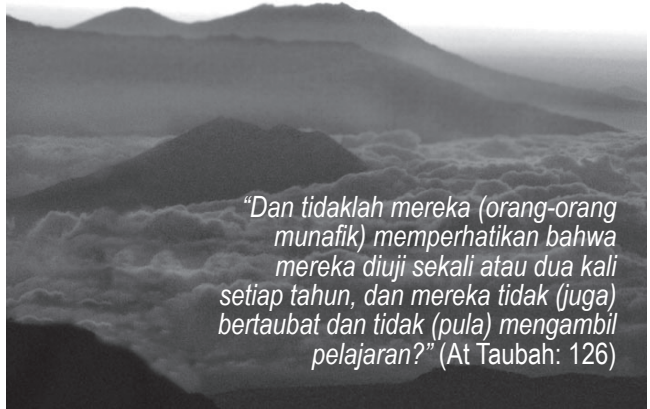 “Dan tidaklah mereka (orang-orang
munafik) memperhatikan bahwa
mereka diuji sekali atau dua kali
setiap tahun, dan mereka tidak (juga)
bertaubat dan tidak (pula) mengambil
pelajaran?” (At Taubah: 126)